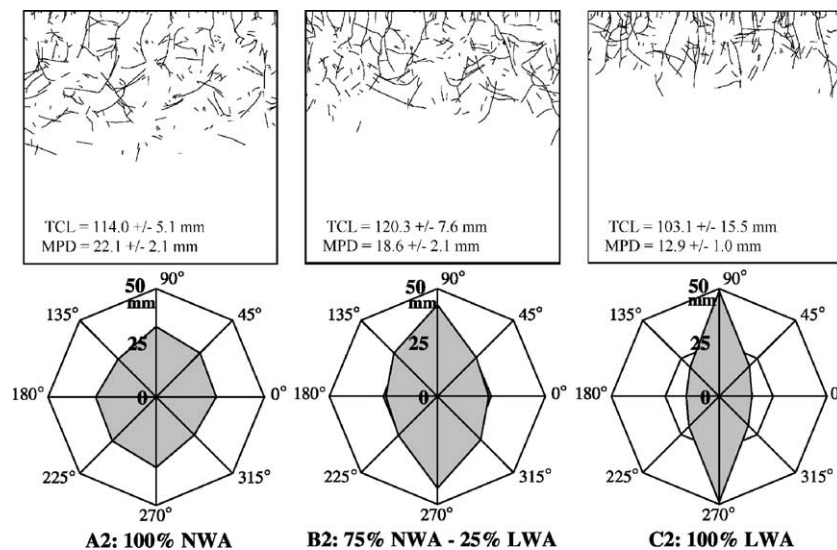 TCL = 114.0 +/- 5.1 mm
MPD = 22.1 +/- 2.1 mm
TCL = 120.3 +/- 7.6 mm
MPD = 18.6 +/- 2.1 mm
TCL = 103.1 +/- 15.5 mm
MPD = 12.9 +/- 1.0 mm
50 90°
mm
135° 45°
25
180° 0 0°
225° 315°
270°
A2: 100% NWA
50 90°
mm
135° 45°
25
180° 0 0°
225° 315°
270°
B2: 75% NWA - 25% LWA
50 90°
mm
135° 45°
25
180° 0 0
225° 315°
270°
C2: 100% LWA